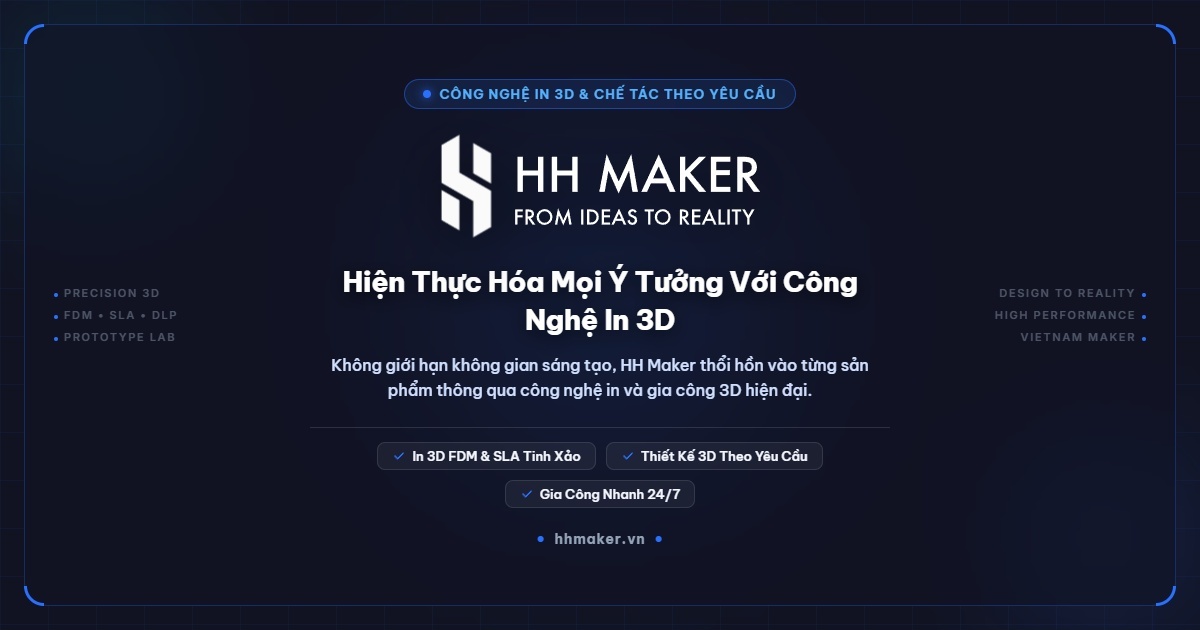 CÔNG NGHỆ IN 3D & CHẾ TÁC THEO YÊU CẦU
HH MAKER
FROM IDEAS TO REALITY
Hiện Thực Hóa Mọi Ý Tưởng Với Công
Nghệ In 3D
PRECISION 3D
FDM • SLA • DLP
PROTOTYPE LAB
DESIGN TO REALITY
HIGH PERFORMANCE
VIETNAM MAKER
Không giới hạn không gian sáng tạo, HH Maker thổi hồn vào từng sản
phẩm thông qua công nghệ in và gia công 3D hiện đại.
In 3D FDM & SLA Tinh Xảo
Thiết Kế 3D Theo Yêu Cầu
Gia Công Nhanh 24/7
hhmaker.vn